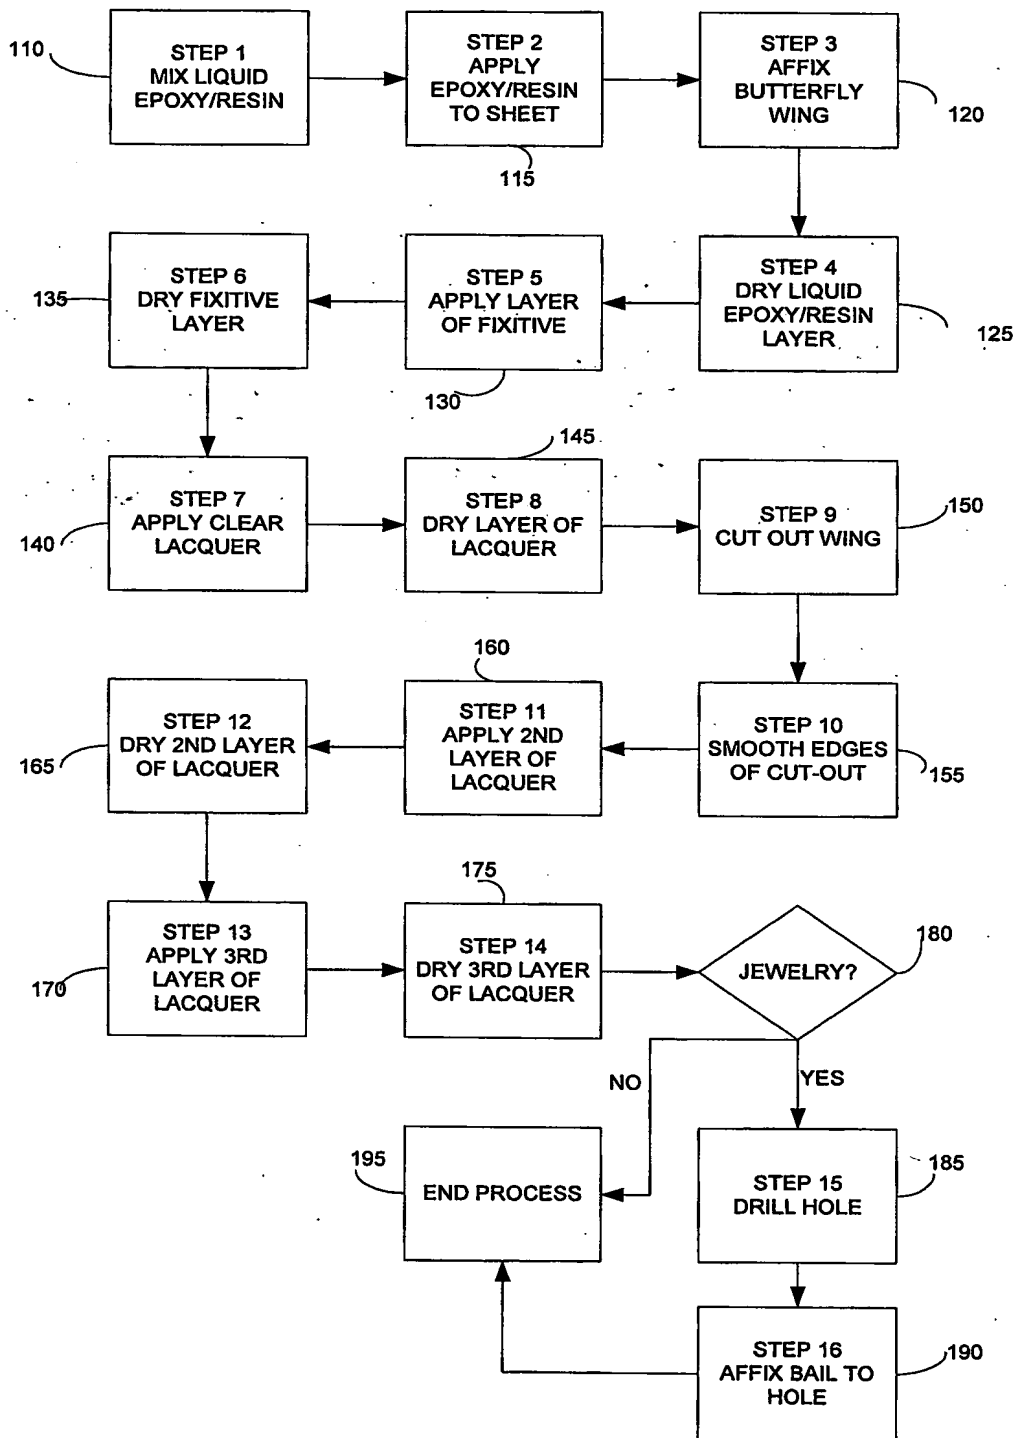 110
STEP 1
MIX LIQUID
EPOXY/RESIN
STEP 2
APPLY
EPOXY/RESIN
TO SHEET
115
STEP 3
AFFIX
BUTTERFLY
WING
120
STEP 4
DRY LIQUID
EPOXY/RESIN
LAYER
125
STEP 5
APPLY LAYER
OF FIXITIVE
130
STEP 6
DRY FIXITIVE
LAYER
135
STEP 7
APPLY CLEAR
LACQUER
140
145
STEP 8
DRY LAYER OF
LACQUER
STEP 9
CUT OUT WING
150
STEP 10
SMOOTH EDGES
OF CUT-OUT
155
160
STEP 11
APPLY 2ND
LAYER OF
LACQUER
STEP 12
DRY 2ND LAYER
OF LACQUER
165
STEP 13
APPLY 3RD
LAYER OF
LACQUER
170
175
STEP 14
DRY 3RD LAYER
OF LACQUER
JEWELRY?
180
NO
YES
195
END PROCESS
STEP 15
DRILL HOLE
185
STEP 16
AFFIX BAIL TO
HOLE
190